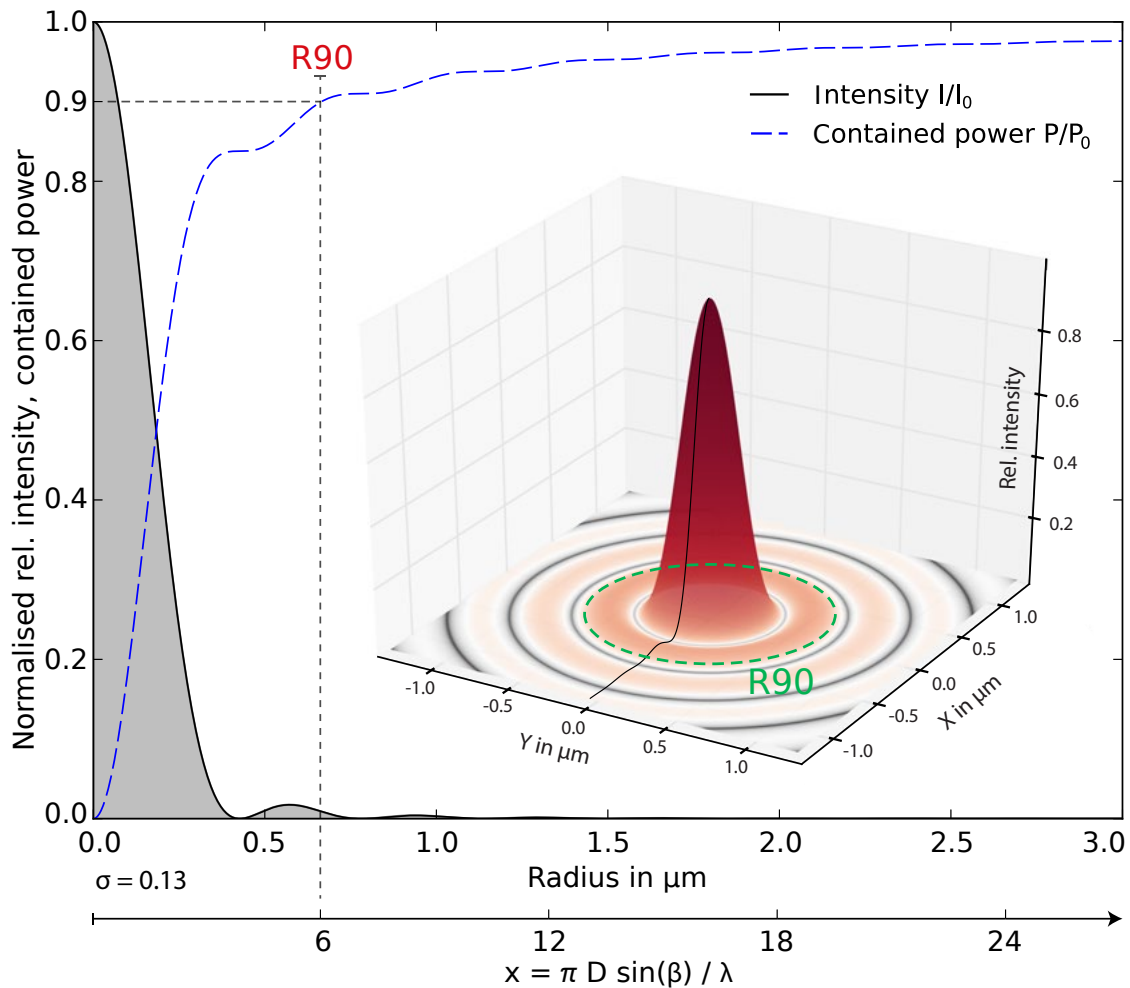 1.0
R90
0.9
Intensity I/I₀
Contained power P/P₀
0.8
0.6
0.4
0.2
0.0
Normalised rel. intensity, contained power
0.8
0.6
0.4
0.2
Rel. intensity
1.0
0.5
0.0
-0.5
-1.0
X in µm
R90
-1.0
-0.5
0.0
0.5
1.0
Y in µm
0.0
0.5
1.0
1.5
2.0
2.5
3.0
Radius in µm
σ = 0.13
6
12
18
24
x = π D sin(β) / λ